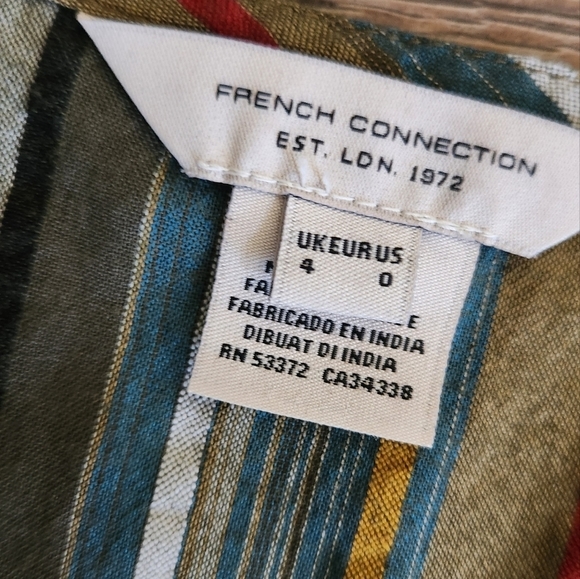 FRENCH CONNECTION
EST. LDN. 1972
UK EUR US
4 0
FA E
FABRICADO EN INDIA
DIBUAT DI INDIA
RN 53372 CA34338